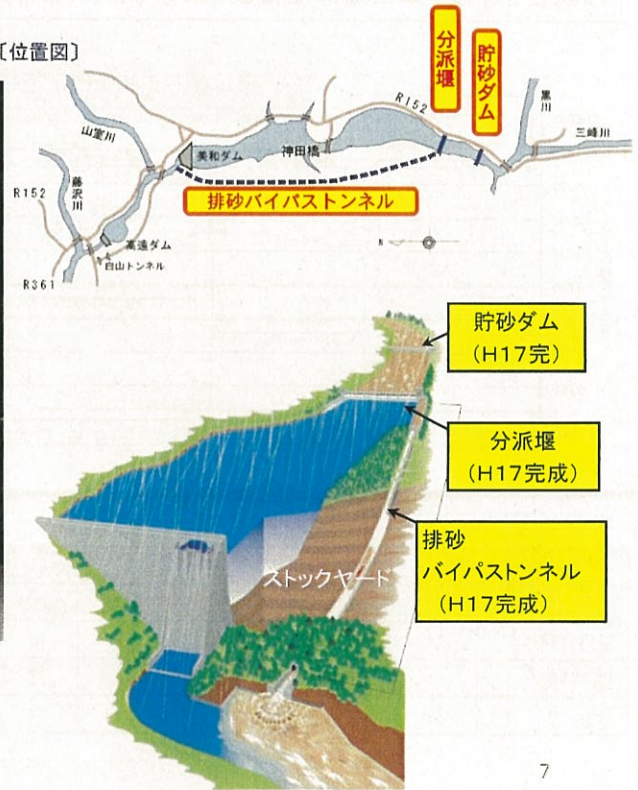 〔位置図〕
分派堰
貯砂ダム
R152
黒川
三峰川
山室川
美和ダム
神田橋
藤沢川
R152
排砂バイパストンネル
N
高遠ダム
白山トンネル
R361
貯砂ダム
(H17完)
分派堰
(H17完成)
排砂
バイパストンネル
(H17完成)
ストックヤード
7